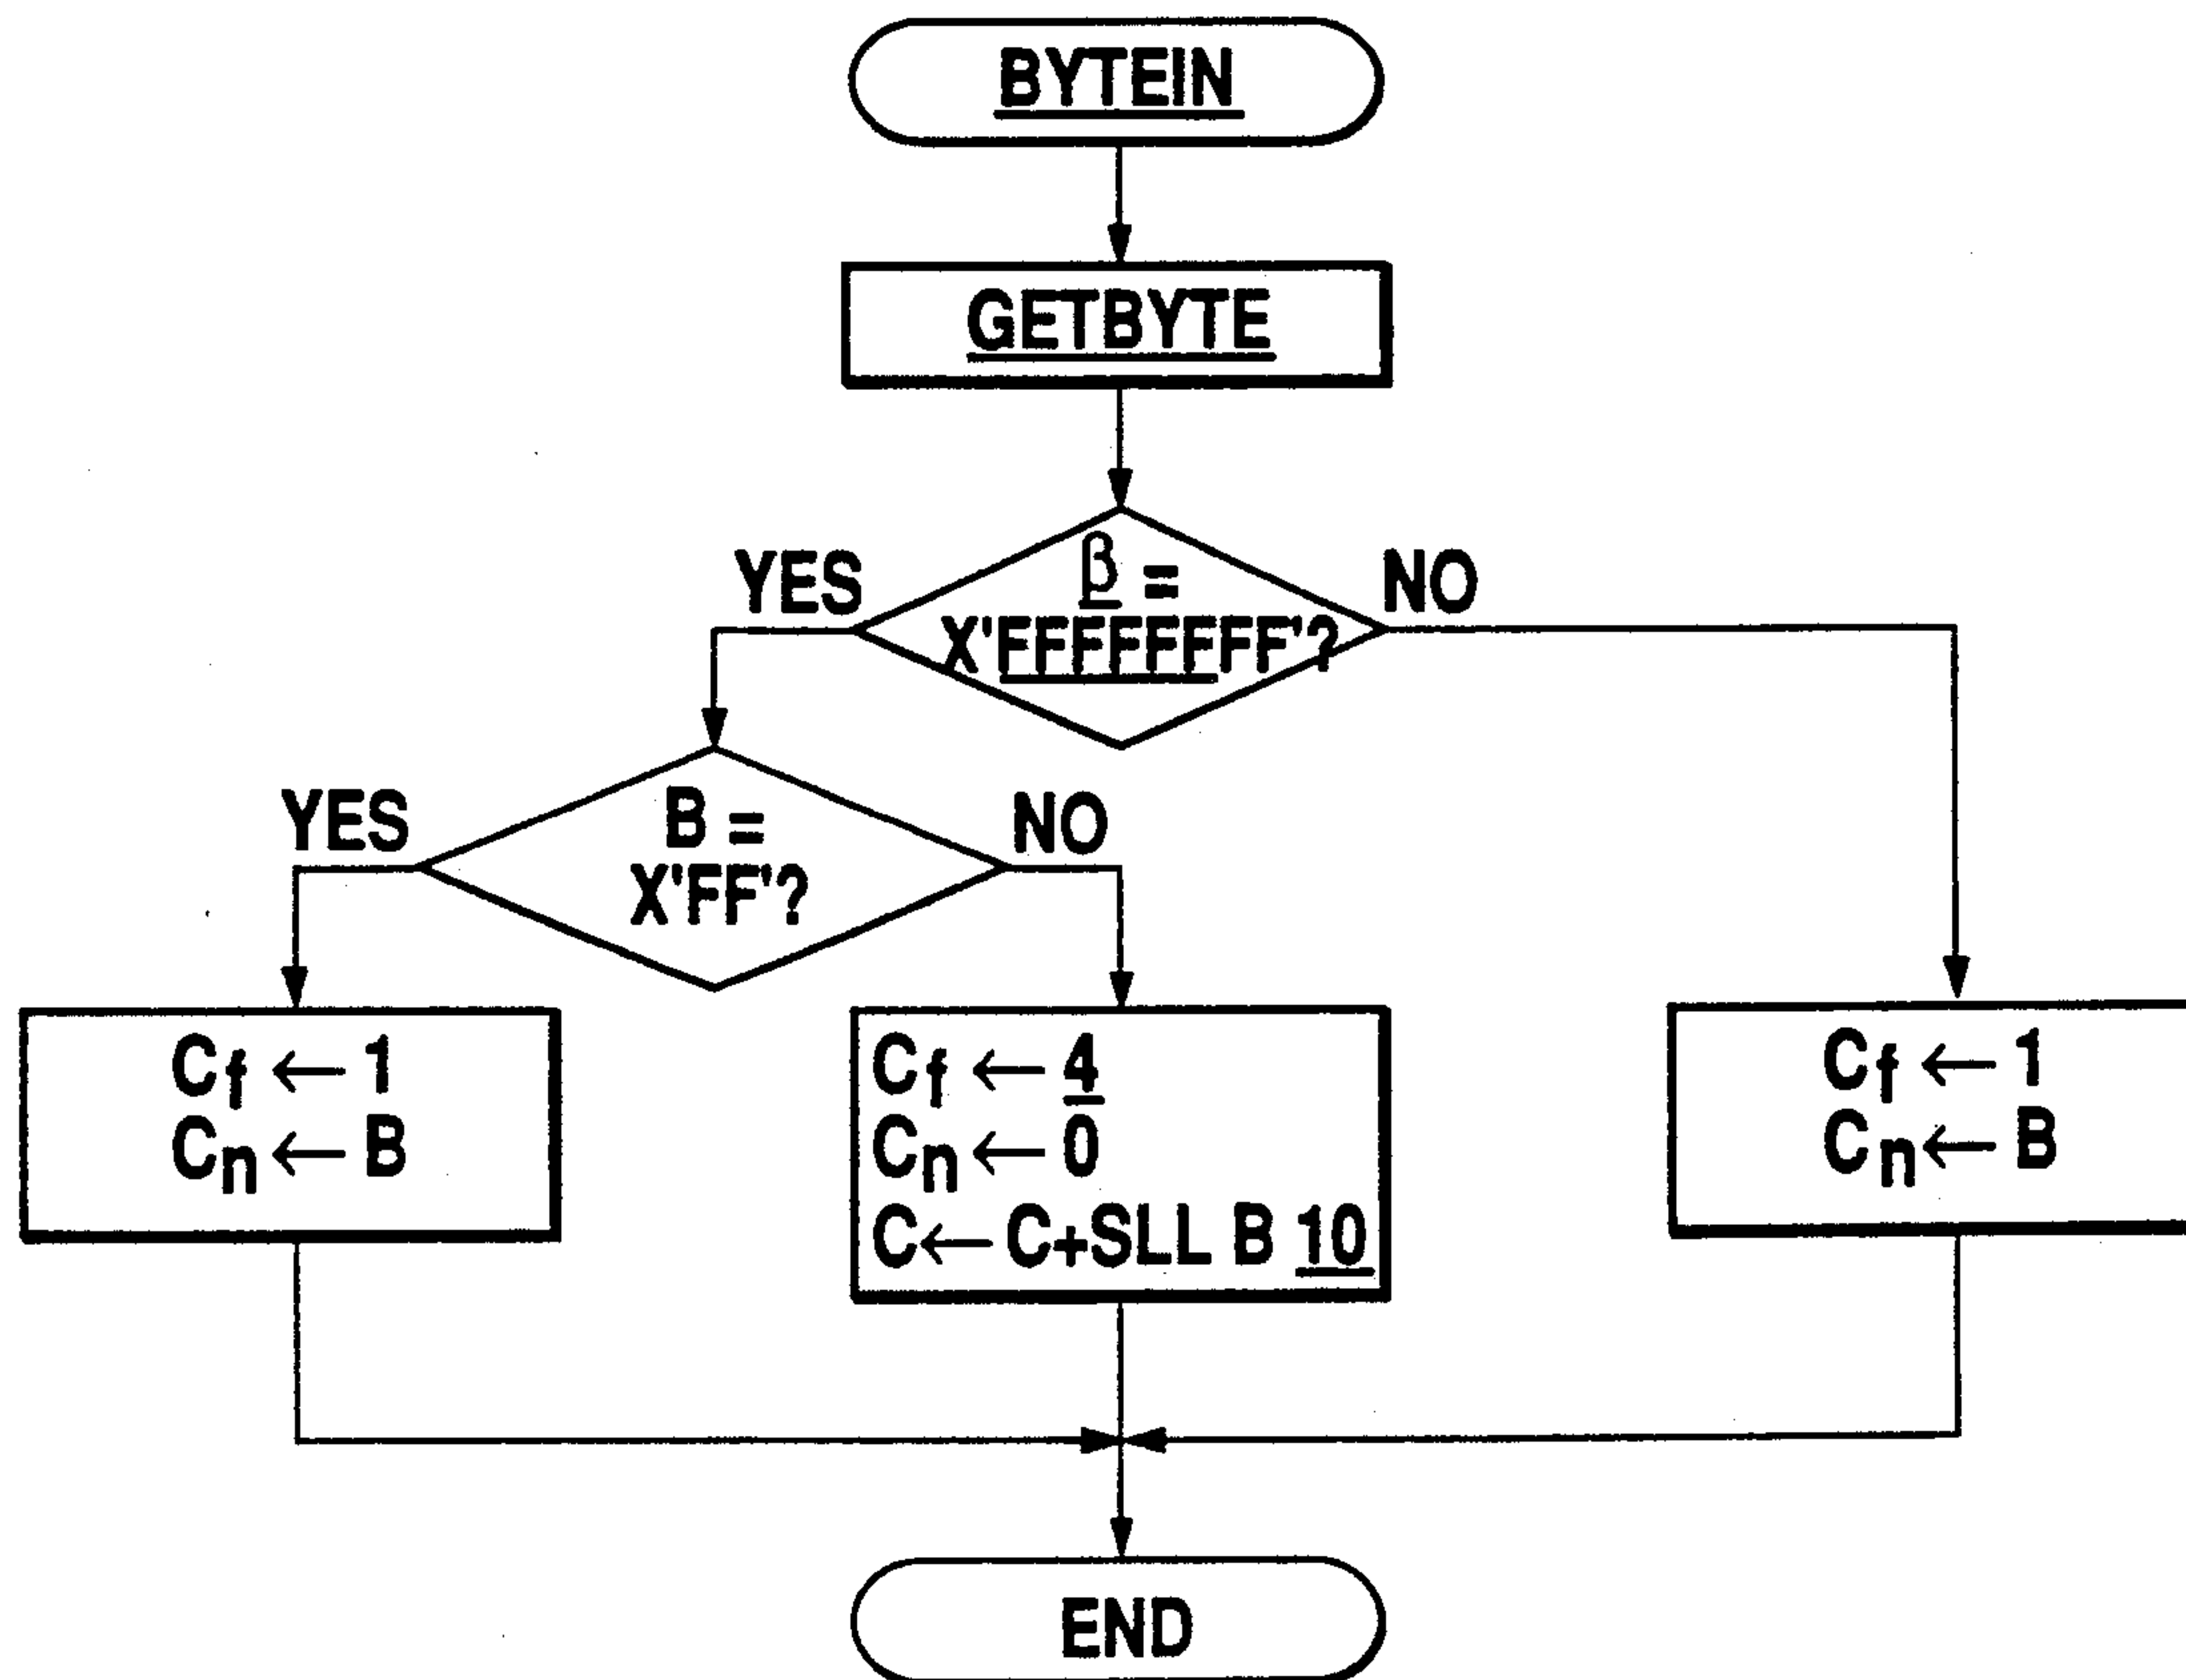 BYTEIN
GETBYTE
YES
β =
NO
X'FFFFFFFF'?
YES
B =
NO
X'FF'?
Cf ← 1
Cn ← B
Cf ← 4
Cn ← 0
C ← C+SLL B 10
Cf ← 1
Cn ← B
END